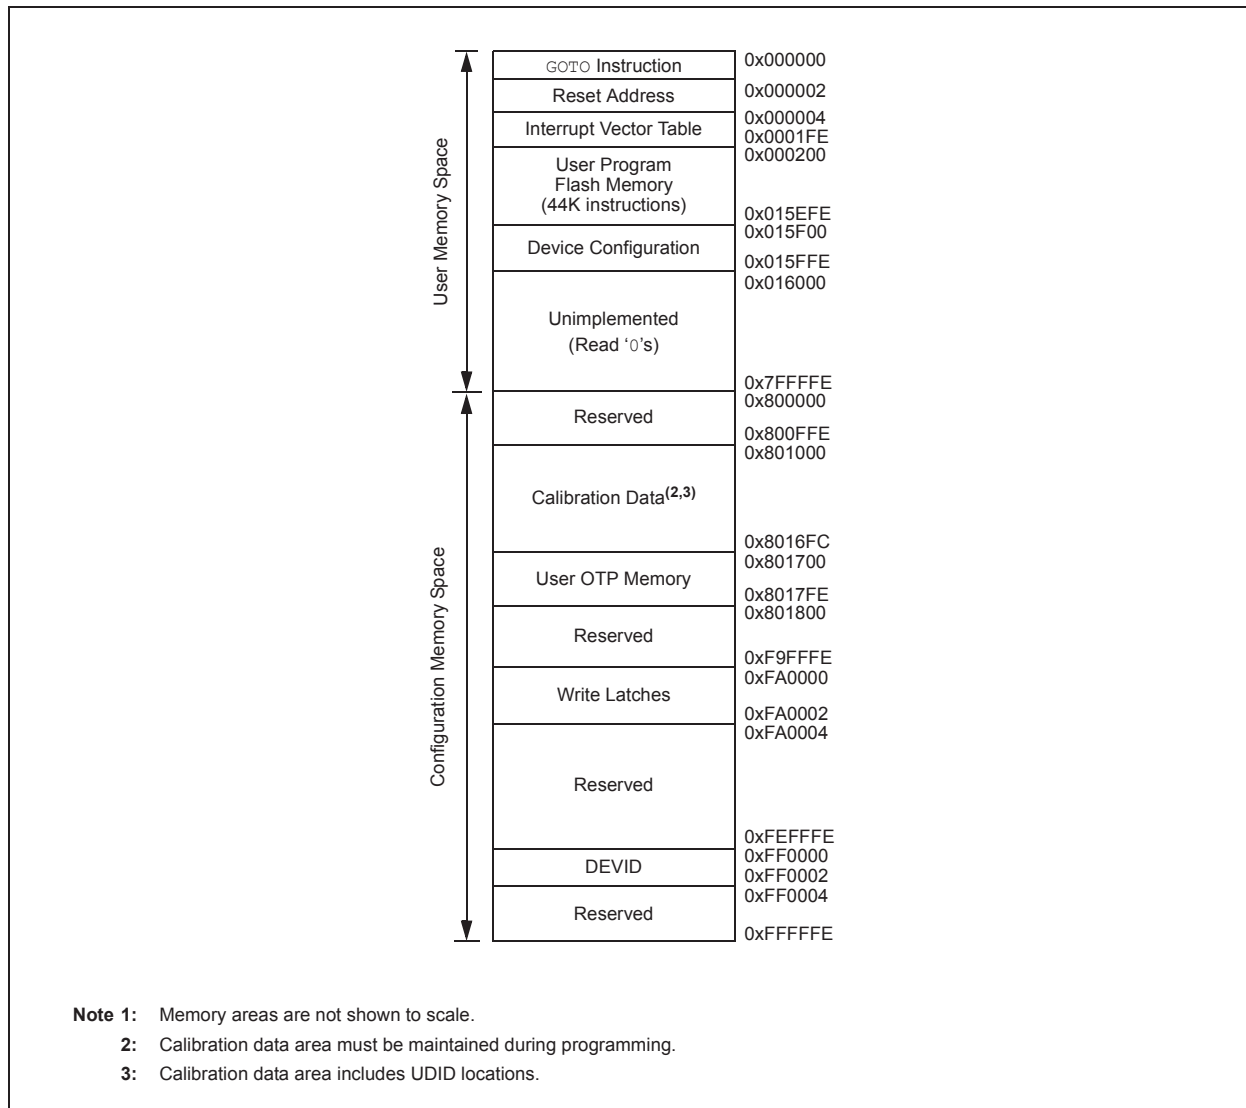 GOTO Instruction
0x000000
Reset Address
0x000002
Interrupt Vector Table
0x000004
0x0001FE
User Program
Flash Memory
(44K instructions)
0x000200
0x015EFE
Device Configuration
0x015F00
0x015FFE
Unimplemented
(Read ‘0’s)
0x016000
0x7FFFFE
User Memory Space
Reserved
0x800000
0x800FFE
Calibration Data(2,3)
0x801000
0x8016FC
User OTP Memory
0x801700
0x8017FE
Reserved
0x801800
0xF9FFFE
Write Latches
0xFA0000
0xFA0002
Reserved
0xFA0004
0xFEFFFE
DEVID
0xFF0000
0xFF0002
Reserved
0xFF0004
0xFFFFFE
Configuration Memory Space
Note 1: Memory areas are not shown to scale.
2: Calibration data area must be maintained during programming.
3: Calibration data area includes UDID locations.